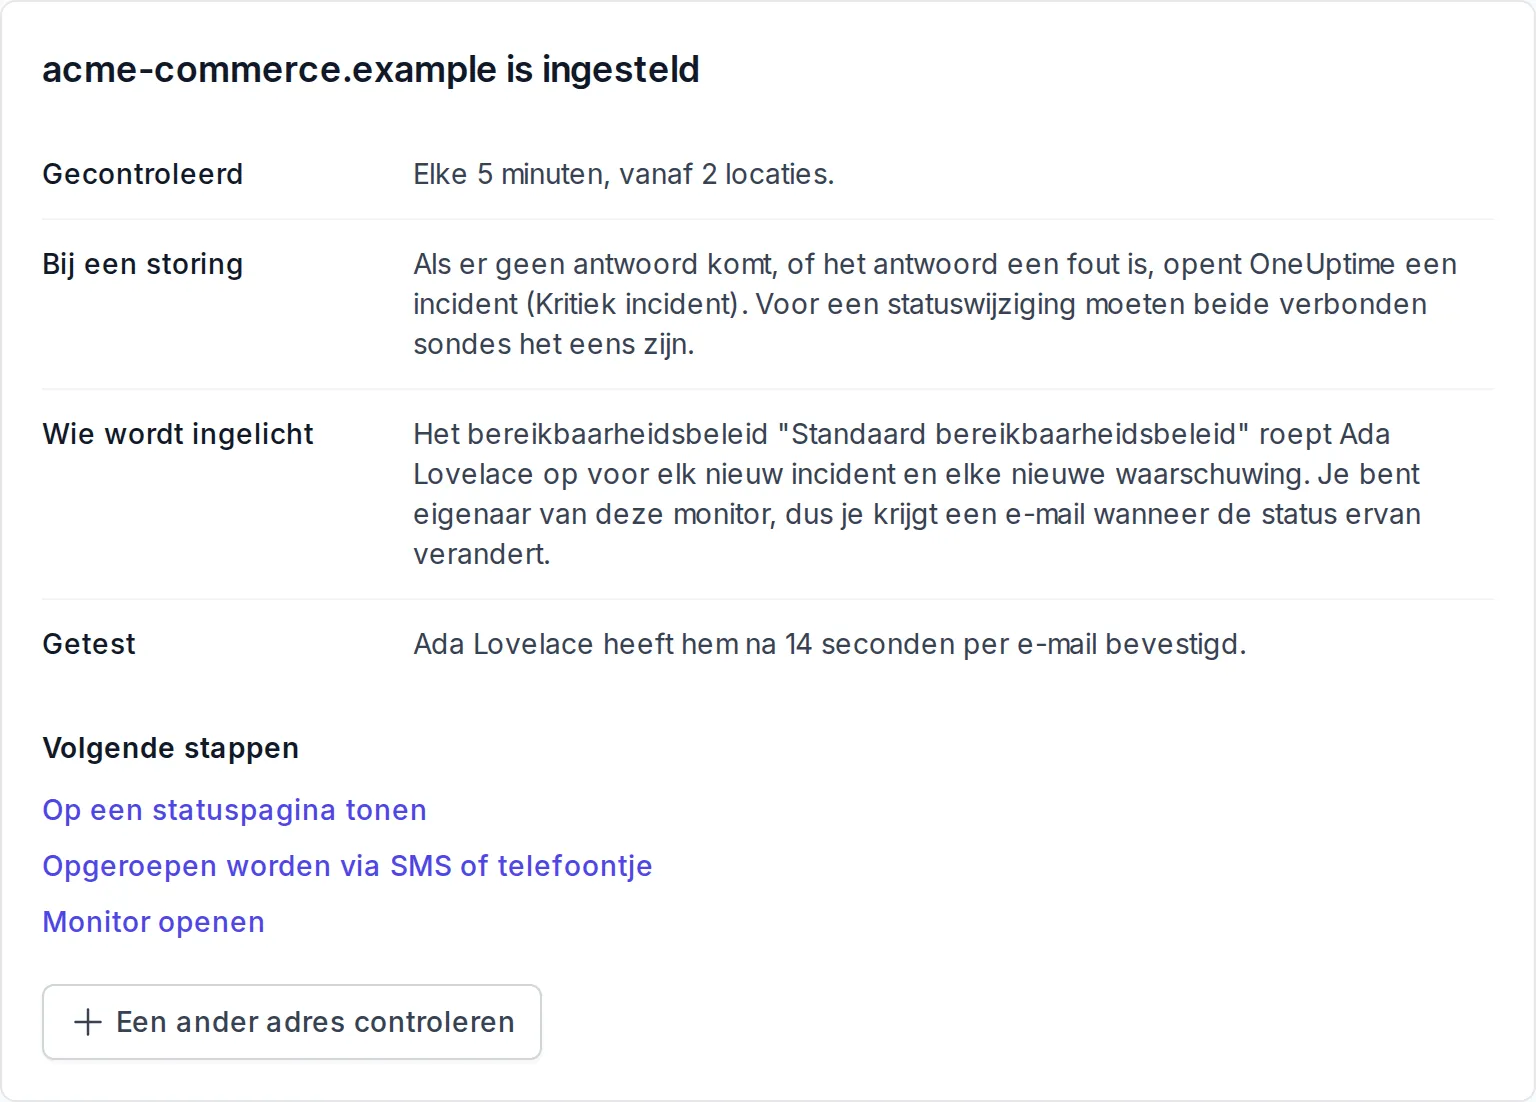 acme-commerce.example is ingesteld
Gecontroleerd
Elke 5 minuten, vanaf 2 locaties.
Bij een storing
Als er geen antwoord komt, of het antwoord een fout is, opent OneUptime een
incident (Kritiek incident). Voor een statuswijziging moeten beide verbonden
sondes het eens zijn.
Wie wordt ingelicht
Het bereikbaarheidsbeleid "Standaard bereikbaarheidsbeleid" roept Ada
Lovelace op voor elk nieuw incident en elke nieuwe waarschuwing. Je bent
eigenaar van deze monitor, dus je krijgt een e-mail wanneer de status ervan
verandert.
Getest
Ada Lovelace heeft hem na 14 seconden per e-mail bevestigd.
Volgende stappen
Op een statuspagina tonen
Opgeroepen worden via SMS of telefoontje
Monitor openen
Een ander adres controleren